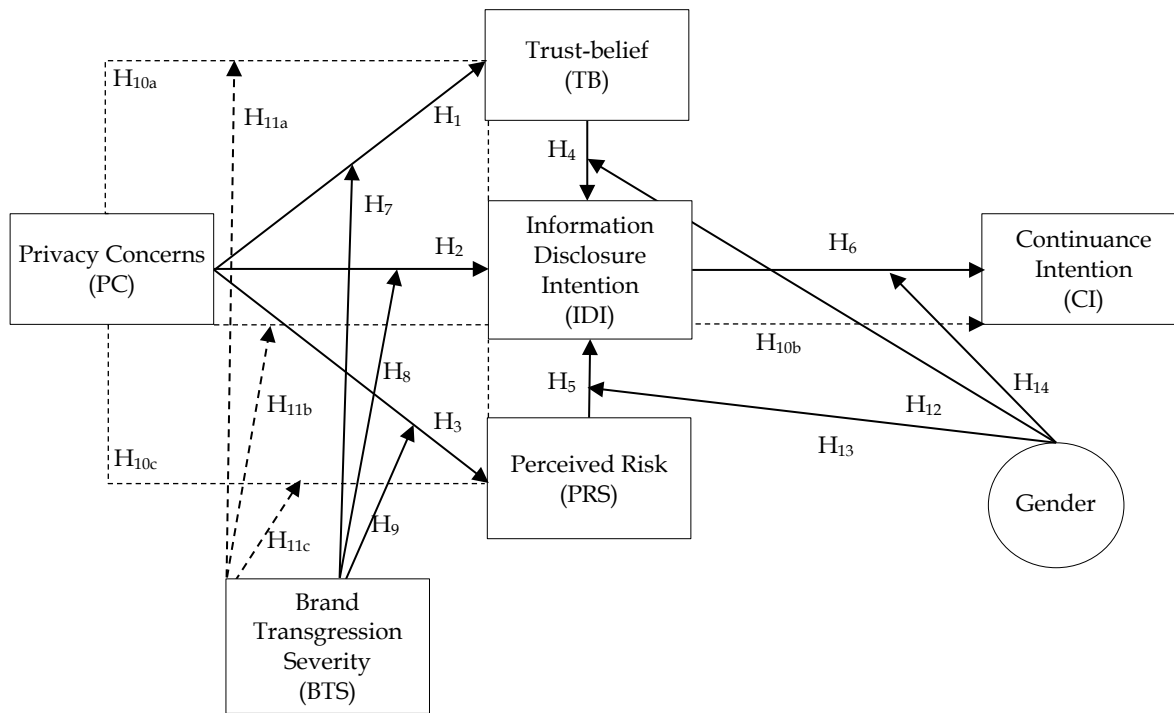 Trust-belief
(TB)
H10a
H11a
H1
H4
H7
Privacy Concerns
(PC)
H2
Information
Disclosure
Intention
(IDI)
H6
Continuance
Intention
(CI)
H10b
H8
H5
H11b
H3
H14
H12
H13
H10c
Perceived Risk
(PRS)
Gender
H9
H11c
Brand
Transgression
Severity
(BTS)